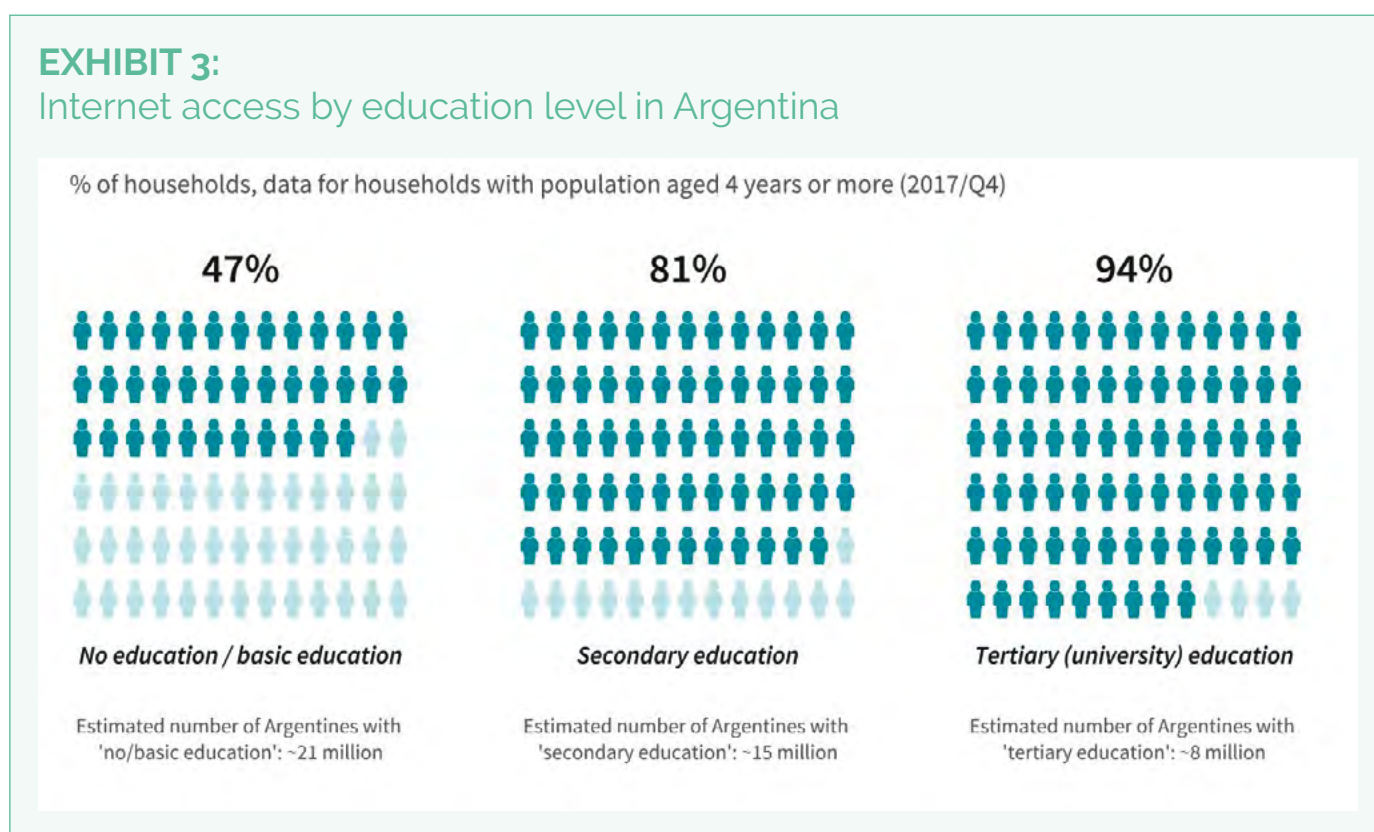 EXHIBIT 3:
Internet access by education level in Argentina
% of households, data for households with population aged 4 years or more (2017/Q4)
47%
81%
94%
No education / basic education
Secondary education
Tertiary (university) education
Estimated number of Argentines with
'no/basic education': ~21 million
Estimated number of Argentines with
'secondary education': ~15 million
Estimated number of Argentines with
'tertiary education': ~8 million